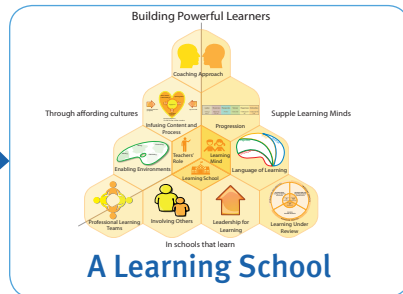 Building Powerful Learners
Coaching Approach
Through affording cultures
Supple Learning Minds
Infusing Content and
Process
Progression
Teachers'
Role
Learning
Mind
Enabling Environments
Language of Learning
Learning School
Professional Learning
Teams
Involving Others
Leadership for
Learning
Learning Under
Review
In schools that learn
A Learning School